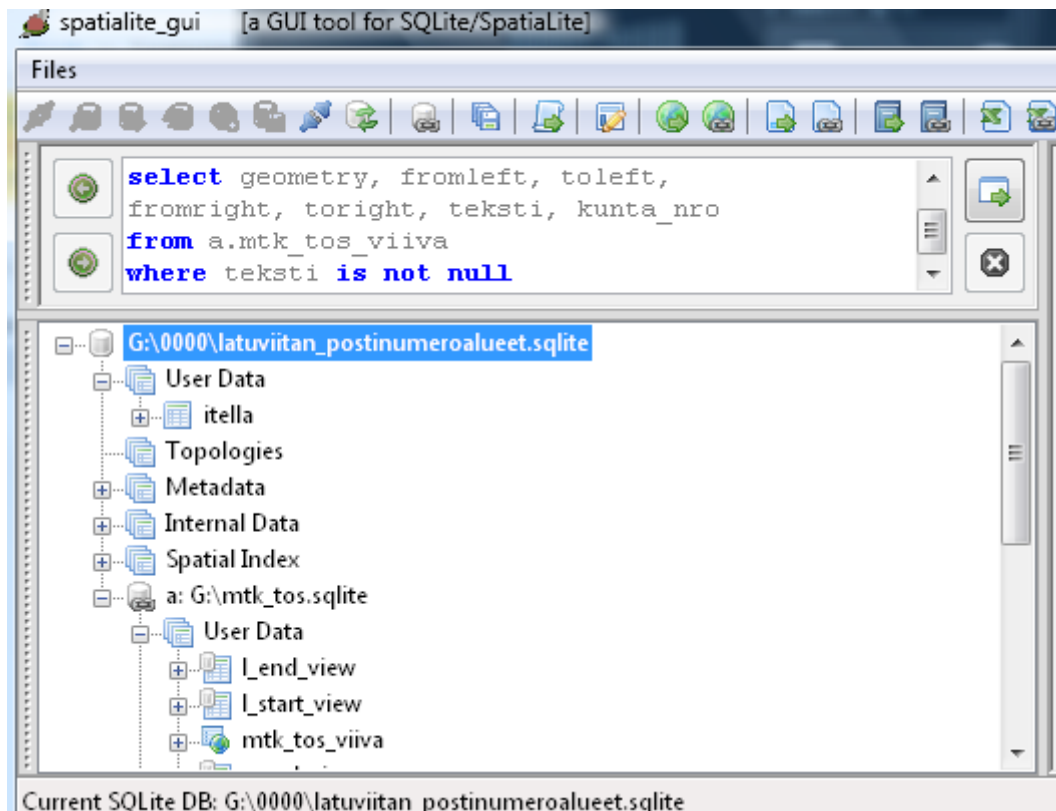 spatialite_gui [a GUI tool for SQLite/SpatiaLite]
Files
select geometry, fromleft, toleft,
fromright, toright, teksti, kunta_nro
from a.mtk_tos_viiva
where teksti is not null
G:\0000\latuviitan_postinumeroalueet.sqlite
User Data
itella
Topologies
Metadata
Internal Data
Spatial Index
a: G:\mtk_tos.sqlite
User Data
l_end_view
l_start_view
mtk_tos_viiva
Current SQLite DB: G:\0000\latuviitan_postinumeroalueet.sqlite